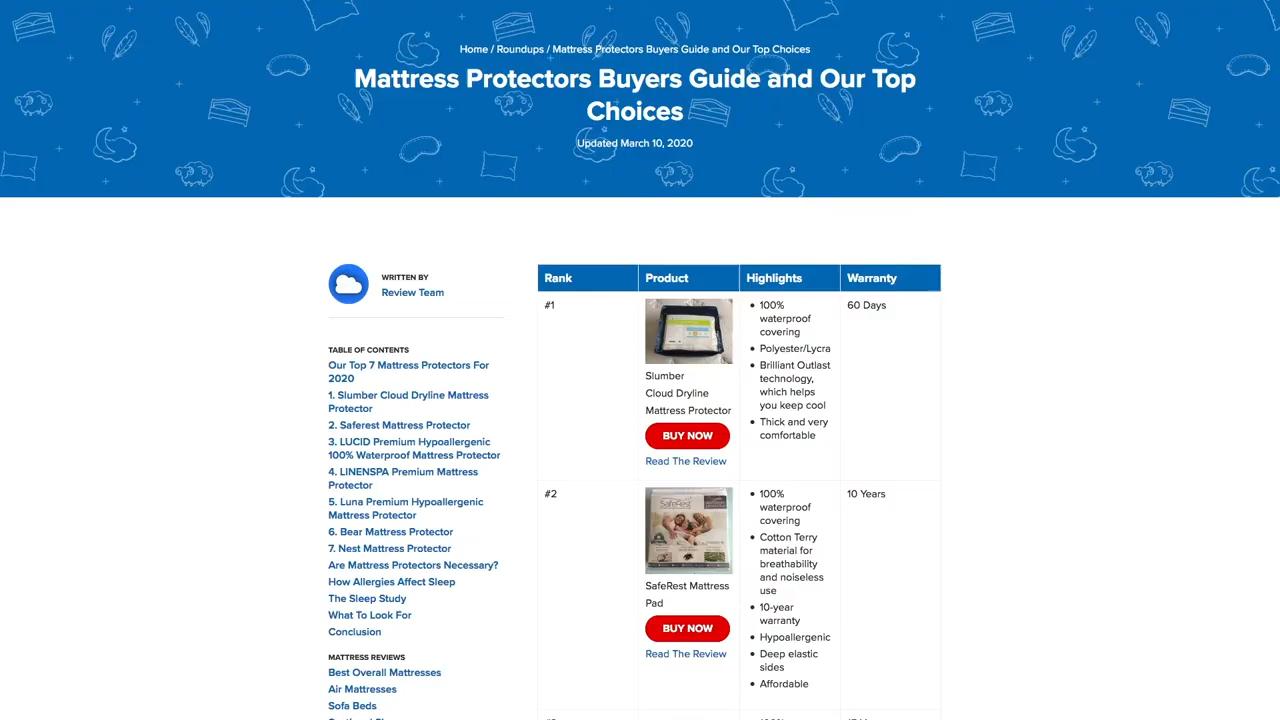 Home / Roundups / Mattress Protectors Buyers Guide and Our Top Choices
Mattress Protectors Buyers Guide and Our Top
Choices
Updated March 10, 2020
WRITTEN BY
Review Team
TABLE OF CONTENTS
Our Top 7 Mattress Protectors For
2020
1. Slumber Cloud Dryline Mattress
Protector
2. Saferest Mattress Protector
3. LUCID Premium Hypoallergenic
100% Waterproof Mattress Protector
4. LINENSPA Premium Mattress
Protector
5. Luna Premium Hypoallergenic
Mattress Protector
6. Bear Mattress Protector
7. Nest Mattress Protector
Are Mattress Protectors Necessary?
How Allergies Affect Sleep
The Sleep Study
What To Look For
Conclusion
MATTRESS REVIEWS
Best Overall Mattresses
Air Mattresses
Sofa Beds
Rank Product Highlights Warranty
#1
Slumber
Cloud Dryline
Mattress Protector
BUY NOW
Read The Review
• 100%
waterproof
covering
• Polyester/Lycra
• Brilliant Outlast
technology,
which helps
you keep cool
• Thick and very
comfortable
60 Days
#2
SafeRest
SafeRest Mattress
Pad
BUY NOW
Read The Review
• 100%
waterproof
covering
• Cotton Terry
material for
breathability
and noiseless
use
• 10-year
warranty
• Hypoallergenic
• Deep elastic
sides
• Affordable
10 Years